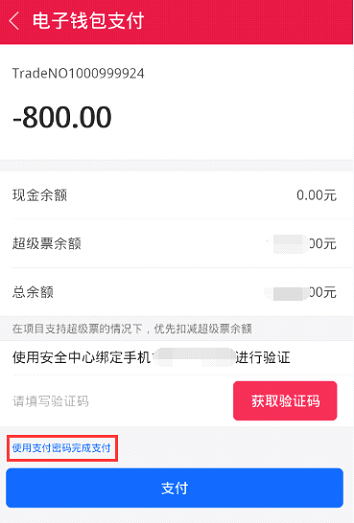 电子钱包支付
TradeNO1000999924
-800.00
现金余额 0.00元
超级票余额 00元
总余额 00元
在项目支持超级票的情况下，优先扣减超级票余额
使用安全中心绑定手机 进行验证
请填写验证码 获取验证码
使用支付密码完成支付
支付